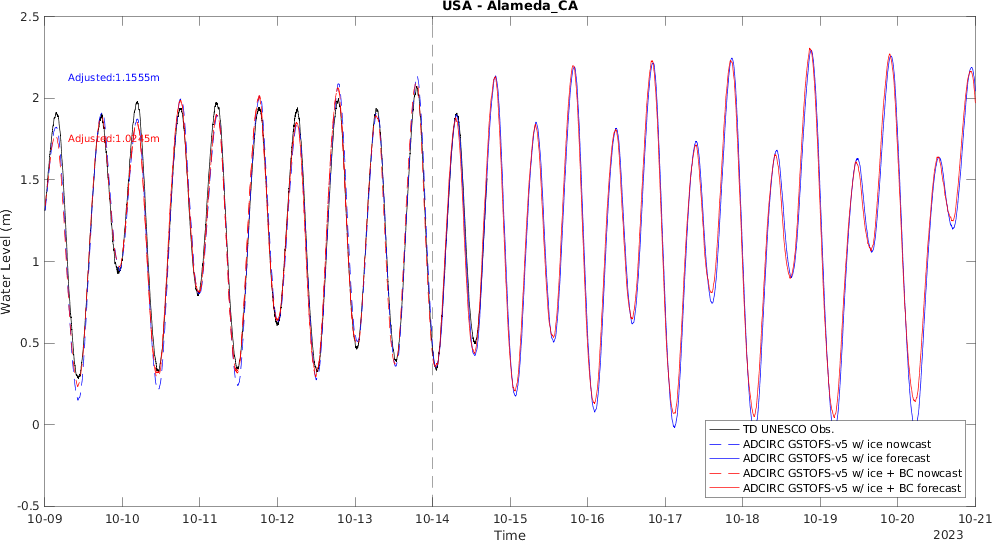 USA - Alameda_CA
2.5
2
1.5
1
0.5
0
-0.5
Water Level (m)
Adjusted:1.1555m
Adjusted:1.0245m
TD UNESCO Obs.
ADCIRC GSTOFS-v5 w/ ice nowcast
ADCIRC GSTOFS-v5 w/ ice forecast
ADCIRC GSTOFS-v5 w/ ice + BC nowcast
ADCIRC GSTOFS-v5 w/ ice + BC forecast
10-09 10-10 10-11 10-12 10-13 10-14 10-15 10-16 10-17 10-18 10-19 10-20 10-21
Time
2023